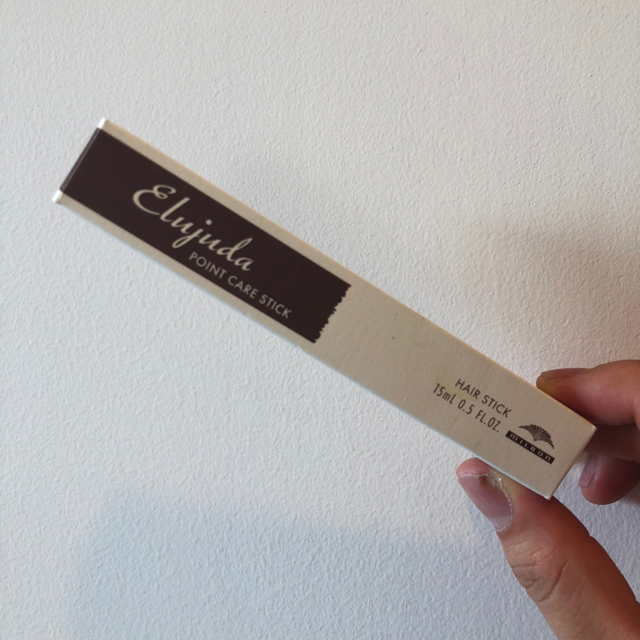 Elujuda
POINT CARE STICK
HAIR STICK
15mL 0.5 FL.OZ.
milbon